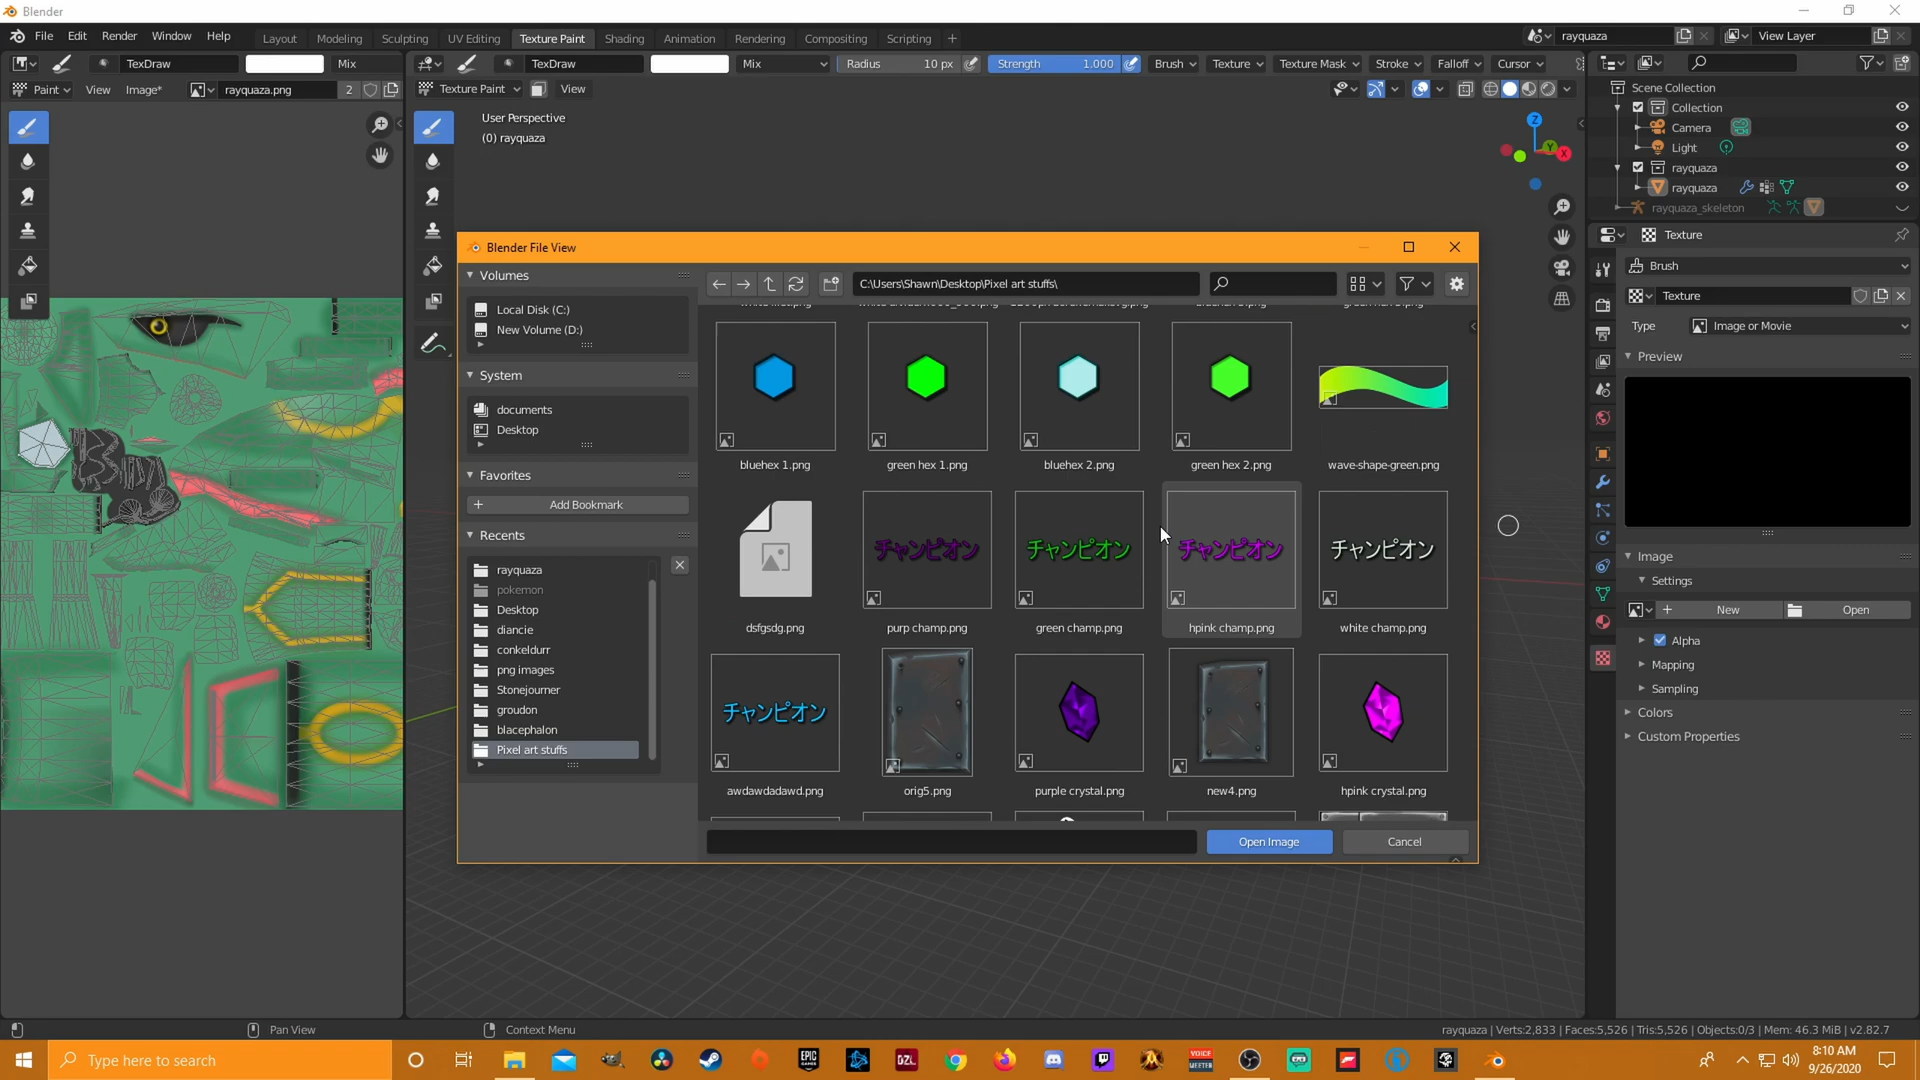 Blender
File Edit Render Window Help
Layout Modeling Sculpting UV Editing Texture Paint Shading Animation Rendering Compositing Scripting +
rayquaza View Layer
TexDraw Mix
TexDraw Mix Radius 10 px Strength 1.000 Brush Texture Texture Mask Stroke Falloff Cursor
Paint View Image* rayquaza.png 2
Texture Paint View
User Perspective
(0) rayquaza
Z
Y
X
Scene Collection
Collection
Camera
Light
rayquaza
rayquaza
rayquaza_skeleton
Texture
Brush
Texture
Type Image or Movie
Preview
Image
Settings
New Open
Alpha
Mapping
Sampling
Colors
Custom Properties
Blender File View
Volumes
Local Disk (C:)
New Volume (D:)
System
documents
Desktop
Favorites
Add Bookmark
Recents
rayquaza
pokemon
Desktop
diancie
conkeldurr
png images
Stonejourner
groudon
blacephalon
Pixel art stuffs
C:\Users\Shawn\Desktop\Pixel art stuffs\
bluehex 1.png green hex 1.png bluehex 2.png green hex 2.png wave-shape-green.png
チャンピオン チャンピオン チャンピオン チャンピオン
dsfgsdg.png purp champ.png green champ.png hpink champ.png white champ.png
チャンピオン
awdawdadawd.png orig5.png purple crystal.png new4.png hpink crystal.png
Open Image Cancel
Pan View Context Menu
rayquaza | Verts:2,833 | Faces:5,526 | Tris:5,526 | Objects:0/3 | Mem: 46.3 MiB | v2.82.7
Type here to search
EPIC GAMES
OZL
VOICE MEETER
8:10 AM
9/26/2020